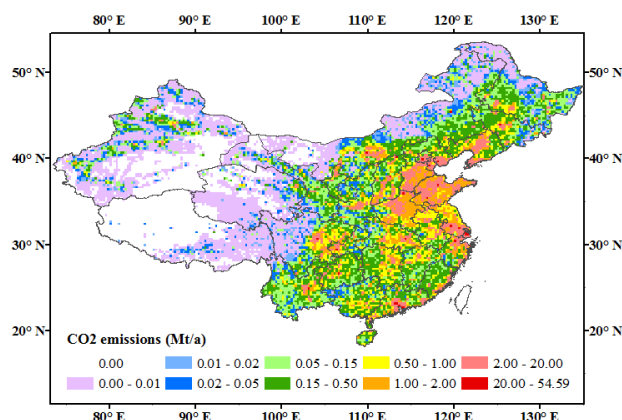 80° E 90° E 100° E 110° E 120° E 130° E
50° N 50° N
40° N 40° N
30° N 30° N
20° N 20° N
CO2 emissions (Mt/a)
0.00 0.01 - 0.02 0.05 - 0.15 0.50 - 1.00 2.00 - 20.00
0.00 - 0.01 0.02 - 0.05 0.15 - 0.50 1.00 - 2.00 20.00 - 54.59
80° E 90° E 100° E 110° E 120° E 130° E